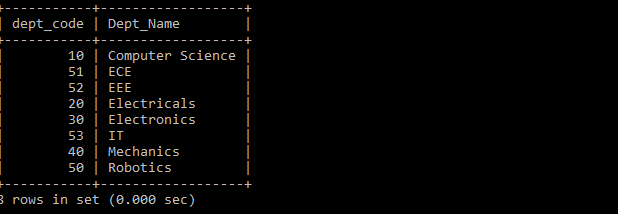 +-----------+------------------+
| dept_code | Dept_Name        |
+-----------+------------------+
|        10 | Computer Science |
|        51 | ECE              |
|        52 | EEE              |
|        20 | Electricals      |
|        30 | Electronics      |
|        53 | IT               |
|        40 | Mechanics        |
|        50 | Robotics         |
+-----------+------------------+
8 rows in set (0.000 sec)